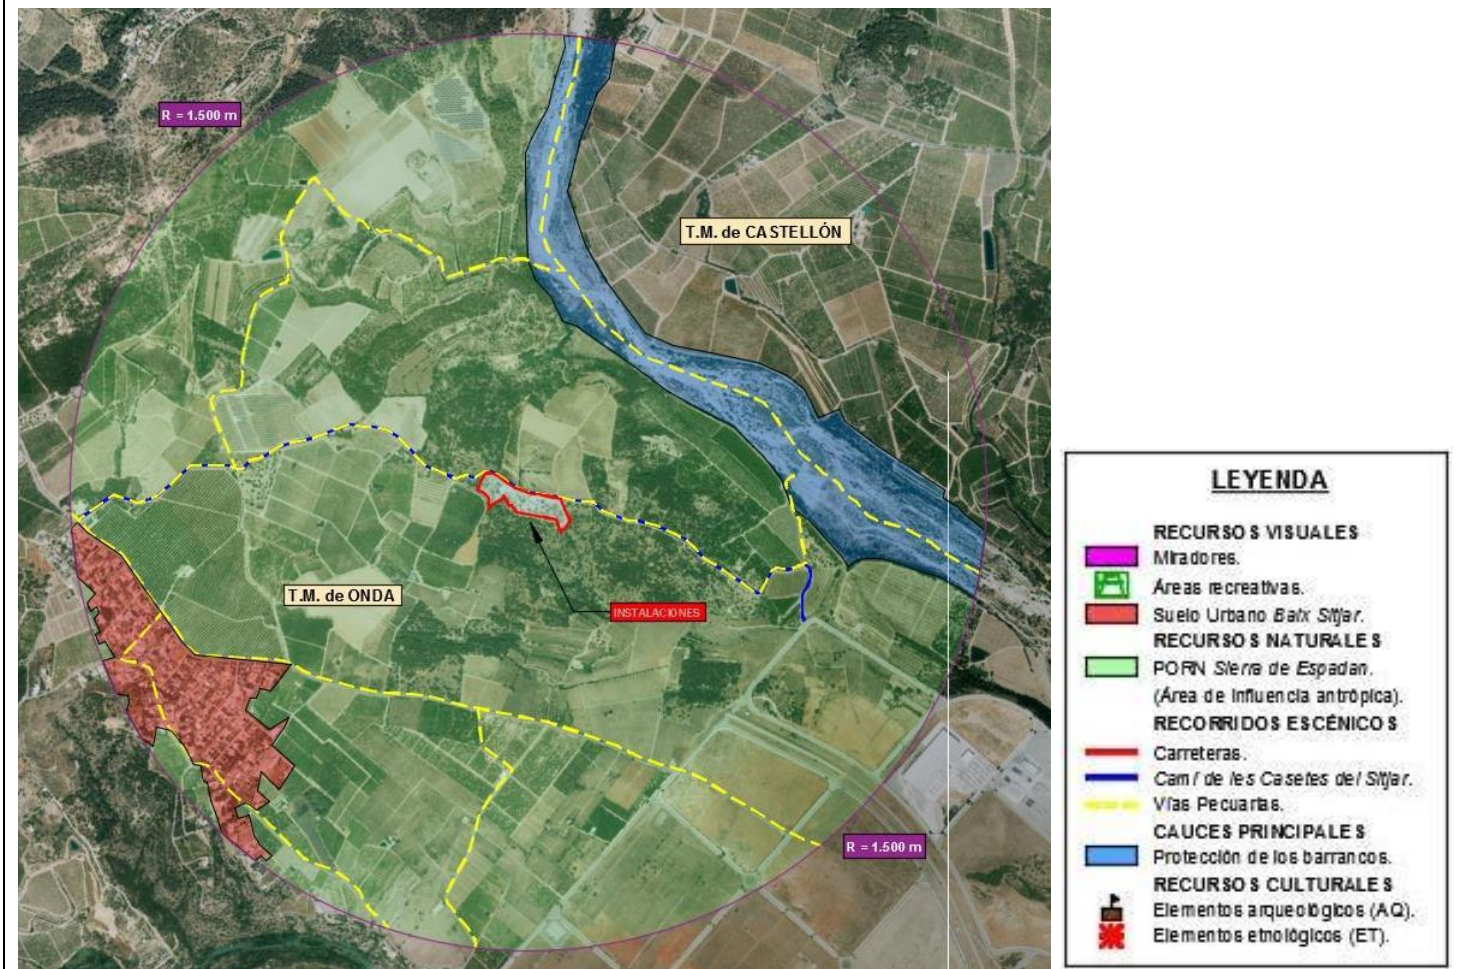 R = 1.500 m
T.M. de CASTELLÓN
T.M. de ONDA
INSTALACIONES
R = 1.500 m
LEYENDA
RECURSOS VISUALES
Miradores.
Áreas recreativas.
Suelo Urbano Baix Sitjar.
RECURSOS NATURALES
PORN Sierra de Espadan.
(Área de influencia antrópica).
RECORRIDOS ESCÉNICOS
Carreteras.
Camí de les Casetes del Sitjar.
Vías Pecuarias.
CAUCES PRINCIPALES
Protección de los barrancos.
RECURSOS CULTURALES
Elementos arqueológicos (AQ).
Elementos etnológicos (ET).